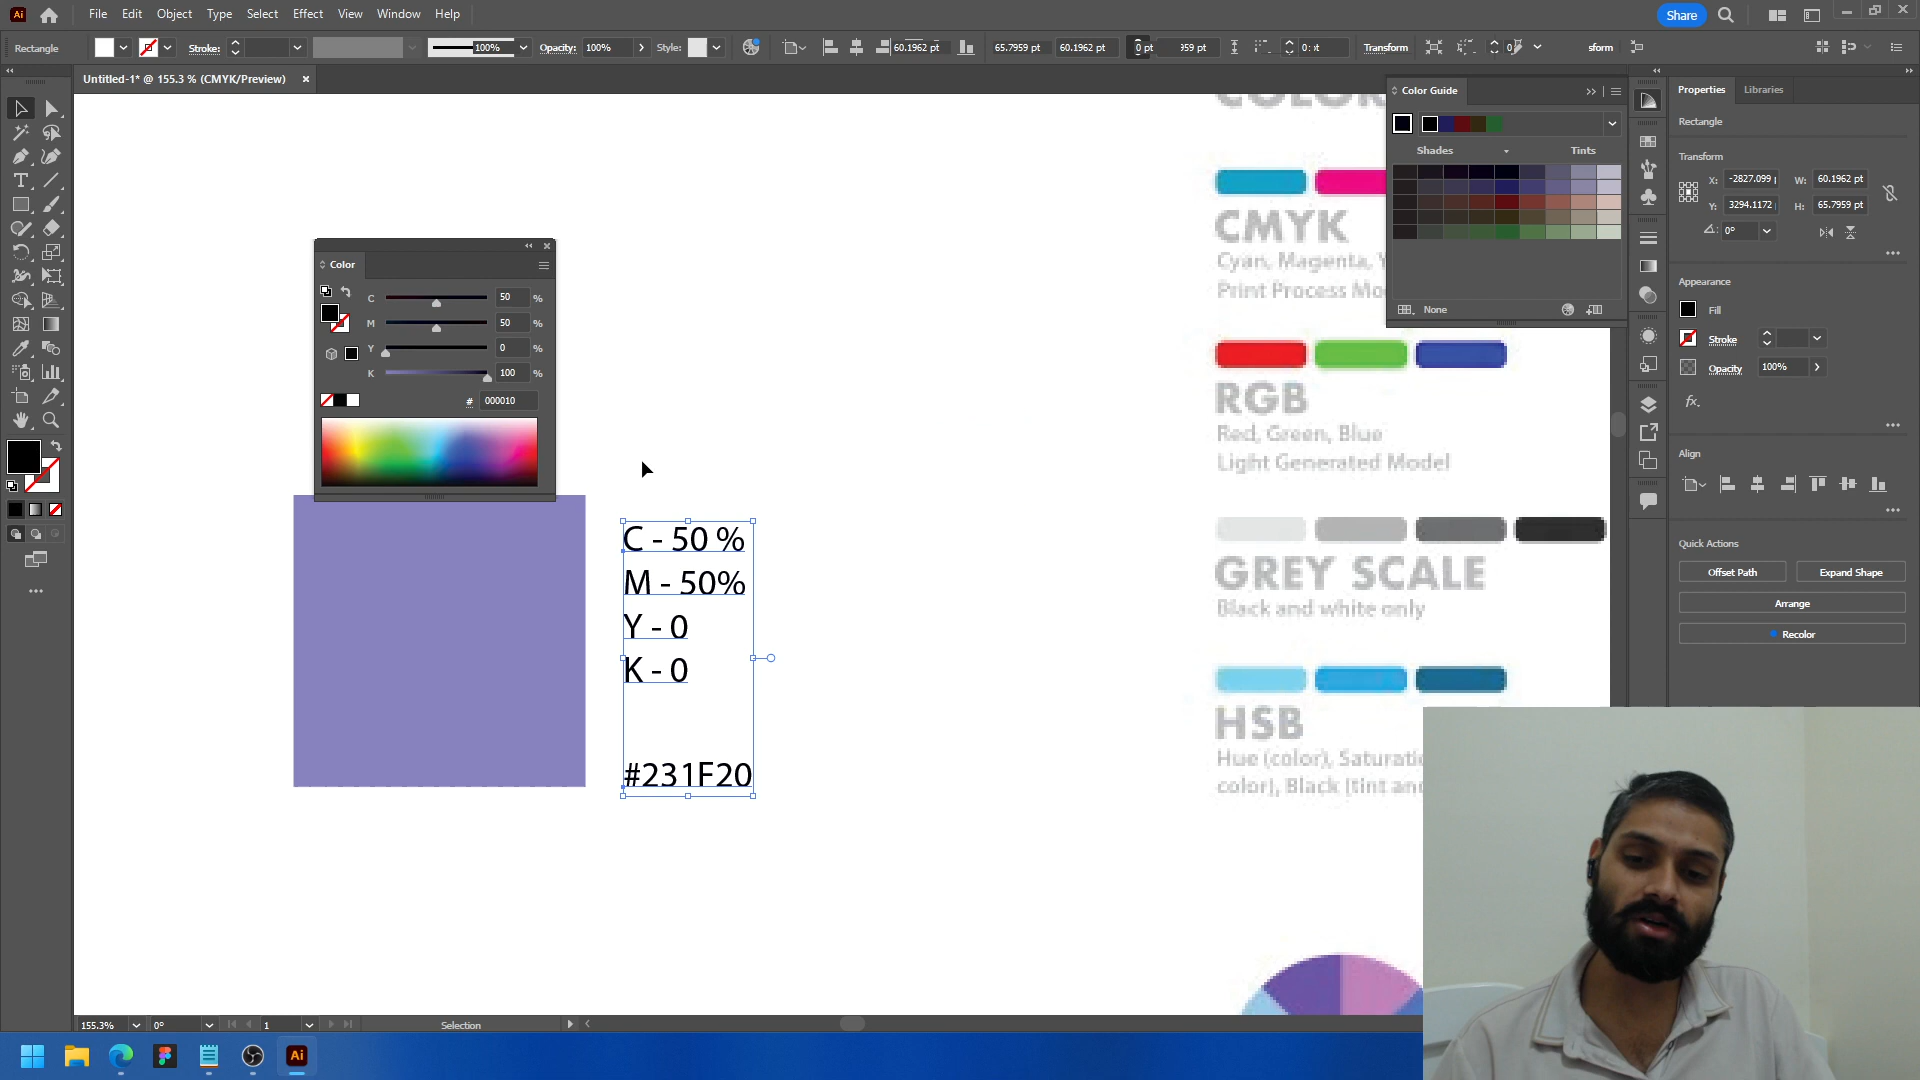 Ai File Edit Object Type Select Effect View Window Help Share
Rectangle Stroke: 100% Opacity: 100% Style: 60.1962 pt 65.7959 pt 60.1962 pt 0 pt 959 pt Transform sform
Untitled-1* @ 155.3 % (CMYK/Preview) ×
Color Guide
Shades Tints
None
Properties Libraries
Rectangle
Transform
X: -2827.099 W: 60.1962 pt
Y: 3294.1172 H: 65.7959 pt
0°
Appearance
Fill
Stroke
Opacity 100%
fx.
Align
Quick Actions
Offset Path Expand Shape
Arrange
Recolor
Color
C 50 %
M 50 %
Y 0 %
K 100 %
# 000010
C - 50 %
M - 50%
Y - 0
K - 0
#231F20
CMYK
Cyan, Magenta, Y
Print Process Mo
RGB
Red, Green, Blue
Light Generated Model
GREY SCALE
Black and white only
HSB
Hue (color), Saturati
color), Black (tint an
155.3% 0° 1 Selection
Ai